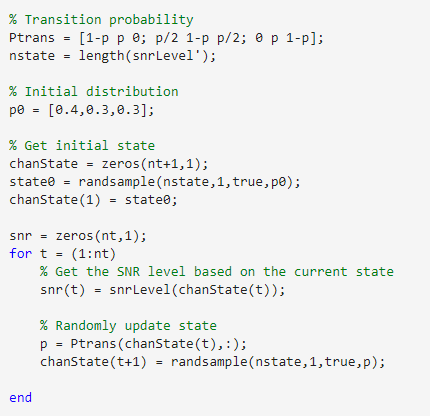 % Transition probability
Ptrans = [1-p p 0; p/2 1-p p/2; 0 p 1-p];
nstate = length(snrLevel');
% Initial distribution
p0 = [0.4,0.3,0.3];
% Get initial state
chanState = zeros(nt+1,1);
state0 = randsample(nstate,1,true,p0);
chanState(1) = state0;
snr = zeros(nt,1);
for t = (1:nt)
% Get the SNR level based on the current state
snr(t) = snrLevel(chanState(t));
% Randomly update state
p = Ptrans(chanState(t),:);
chanState(t+1) = randsample(nstate,1,true,p);
end